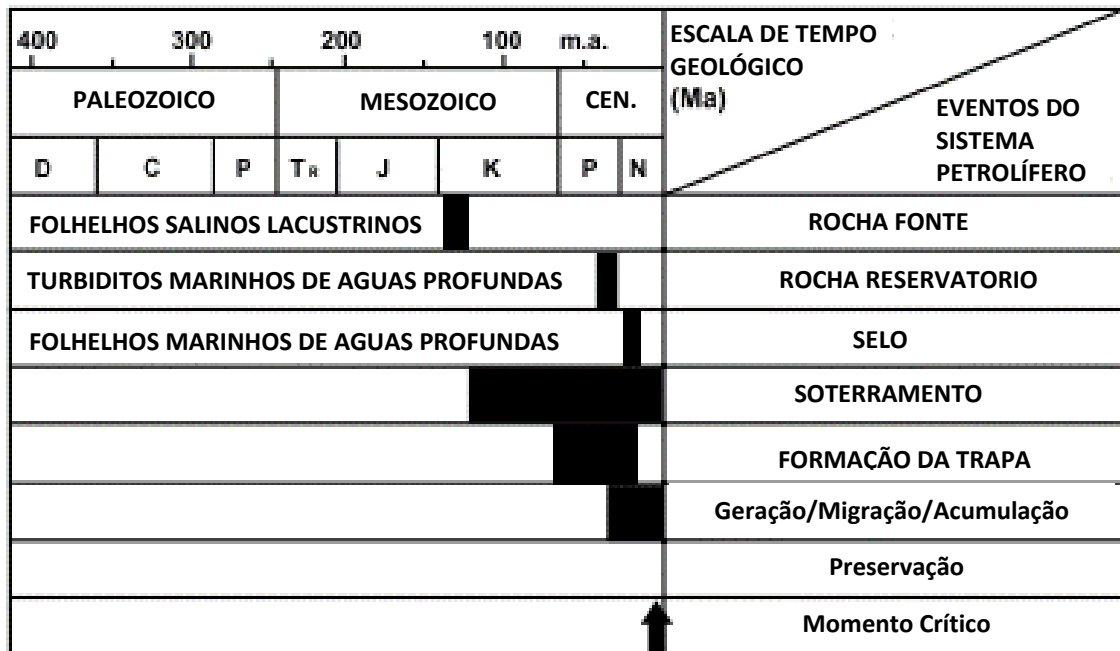 400 300 200 100 m.a.
ESCALA DE TEMPO
GEOLÓGICO
(Ma)
EVENTOS DO
SISTEMA
PETROLÍFERO
PALEOZOICO MESOZOICO CEN.
D C P TR J K P N
FOLHELHOS SALINOS LACUSTRINOS ROCHA FONTE
TURBIDITOS MARINHOS DE AGUAS PROFUNDAS ROCHA RESERVATORIO
FOLHELHOS MARINHOS DE AGUAS PROFUNDAS SELO
SOTERRAMENTO
FORMAÇÃO DA TRAPA
Geração/Migração/Acumulação
Preservação
Momento Crítico